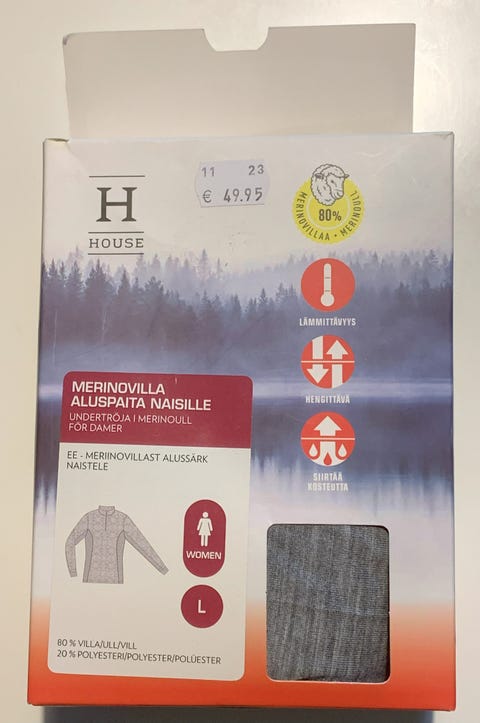 11 23
€ 49.95
H
HOUSE
80%
MERINOVILLAA • MERINOULL
LÄMMITTÄVYYS
HENGITTÄVÄ
SIIRTÄÄ
KOSTEUTTA
MERINOVILLA
ALUSPAITA NAISILLE
UNDERTRÖJA I MERINOULL
FÖR DAMER
EE - MERIINOVILLAST ALUSSÄRK
NAISTELE
WOMEN
L
80 % VILLA/ULL/VILL
20 % POLYESTERI/POLYESTER/POLÜESTER